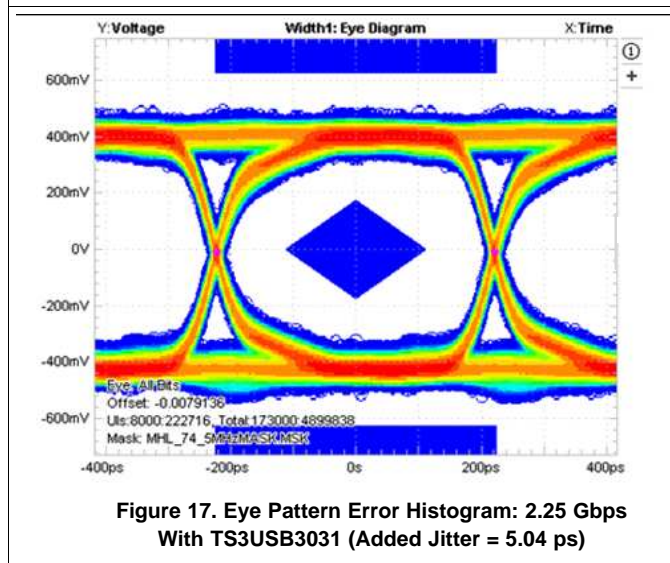 Y:Voltage Width1: Eye Diagram X:Time
600mV
400mV
200mV
0V
-200mV
-400mV
-600mV
Eye: All Bits
Offset: -0.0079136
UIs:8000:222716, Total:173000:4899838
Mask: MHL_74_5MHzMASK.MSK
-400ps -200ps 0s 200ps 400ps
Figure 17. Eye Pattern Error Histogram: 2.25 Gbps
With TS3USB3031 (Added Jitter = 5.04 ps)